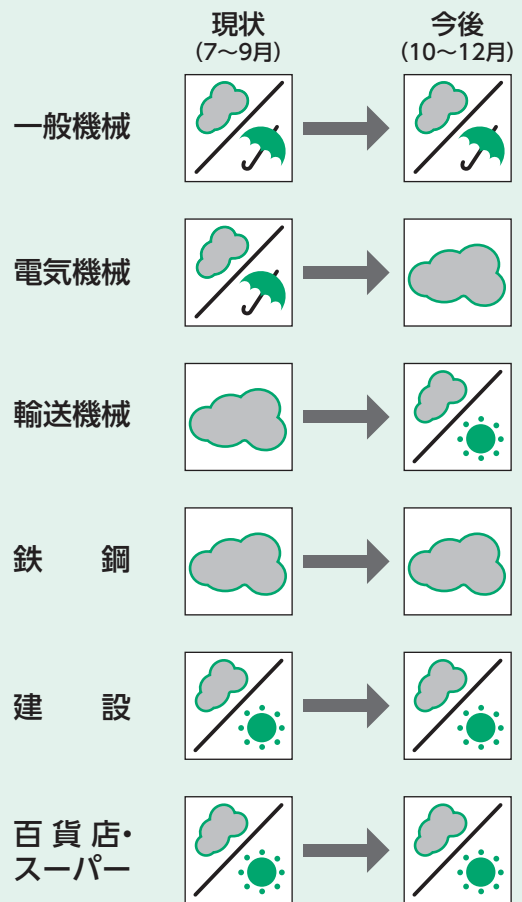 現状
(7〜9月)
今後
(10〜12月)
一般機械
電気機械
輸送機械
鉄 鋼
建 設
百貨店・
スーパー